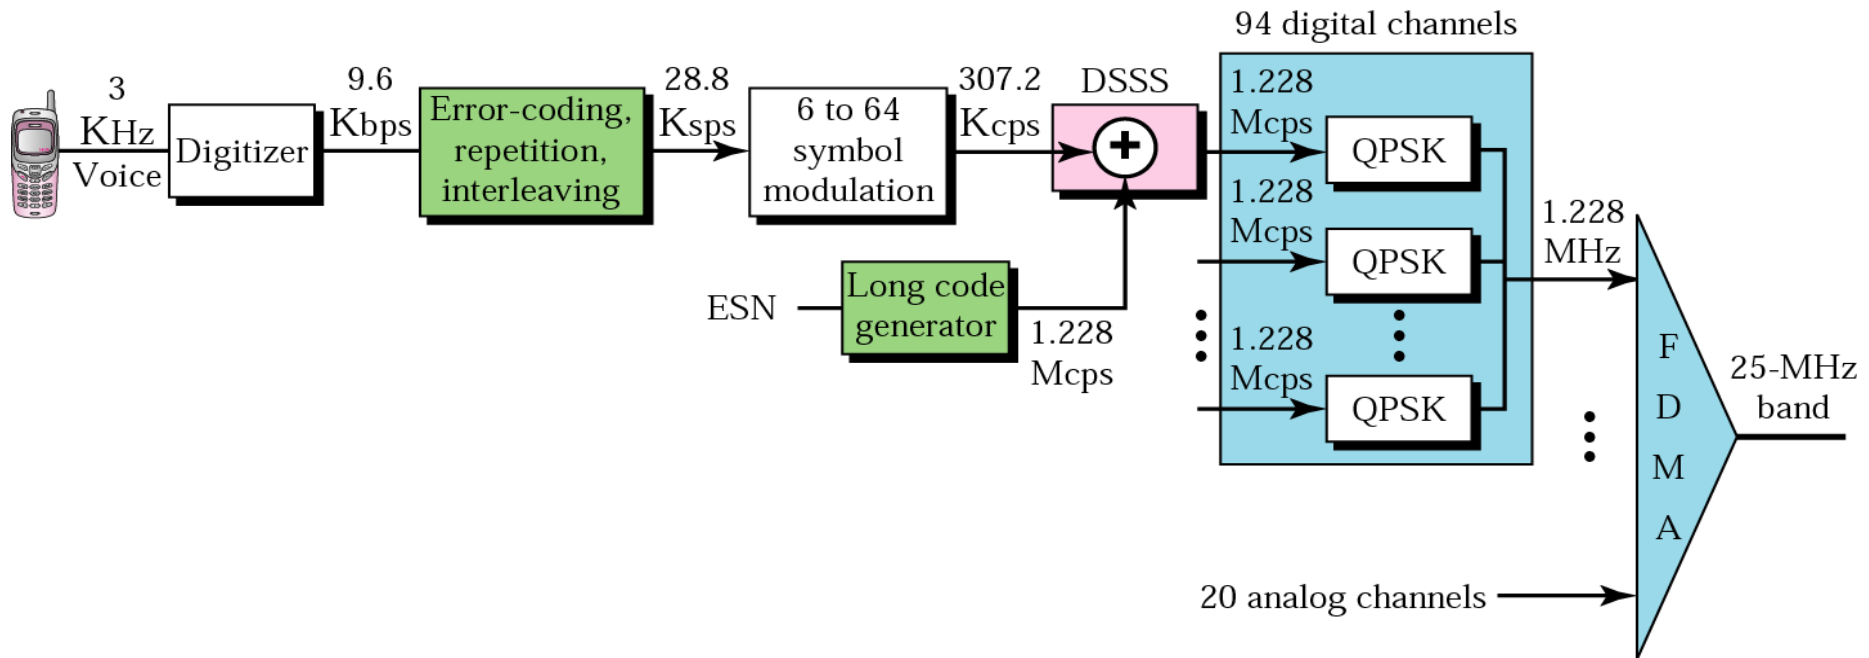 94 digital channels
3
KHz
Voice
Digitizer
9.6
Kbps
Error-coding,
repetition,
interleaving
28.8
Ksps
6 to 64
symbol
modulation
307.2
Kcps
DSSS
+
1.228
Mcps
QPSK
1.228
Mcps
QPSK
1.228
Mcps
QPSK
ESN
Long code
generator
1.228
Mcps
1.228
MHz
F
D
M
A
25-MHz
band
20 analog channels